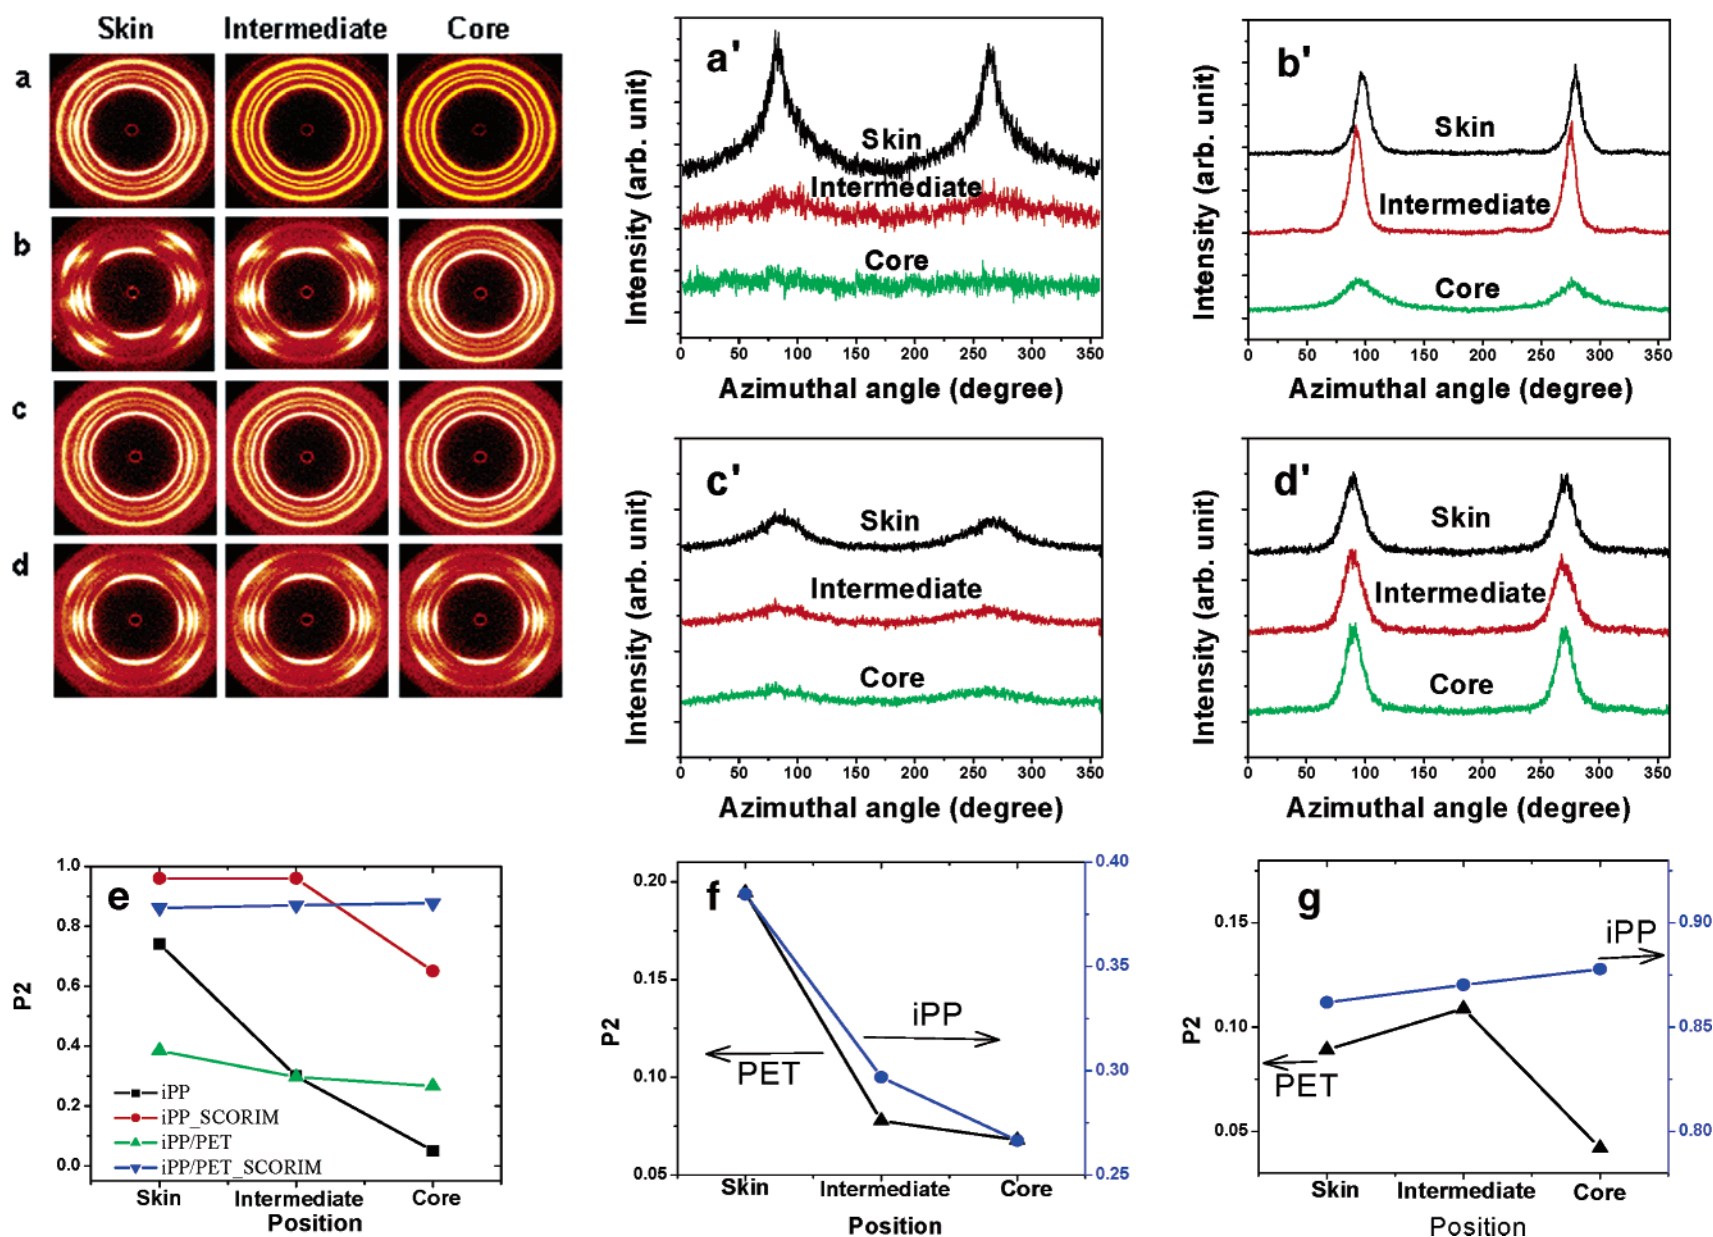 Skin Intermediate Core
a
b
c
d
a'
Skin
Intermediate
Core
Intensity (arb. unit)
0 50 100 150 200 250 300 350
Azimuthal angle (degree)
b'
Skin
Intermediate
Core
Intensity (arb. unit)
0 50 100 150 200 250 300 350
Azimuthal angle (degree)
c'
Skin
Intermediate
Core
Intensity (arb. unit)
0 50 100 150 200 250 300 350
Azimuthal angle (degree)
d'
Skin
Intermediate
Core
Intensity (arb. unit)
0 50 100 150 200 250 300 350
Azimuthal angle (degree)
e
1.0
0.8
0.6
0.4
0.2
0.0
P2
iPP
iPP_SCORIM
iPP/PET
iPP/PET_SCORIM
Skin Intermediate Core
Position
f
0.20
0.15
0.10
0.05
P2
0.40
0.35
0.30
0.25
iPP
PET
Skin Intermediate Core
Position
g
0.15
0.10
0.05
P2
0.90
0.85
0.80
iPP
PET
Skin Intermediate Core
Position